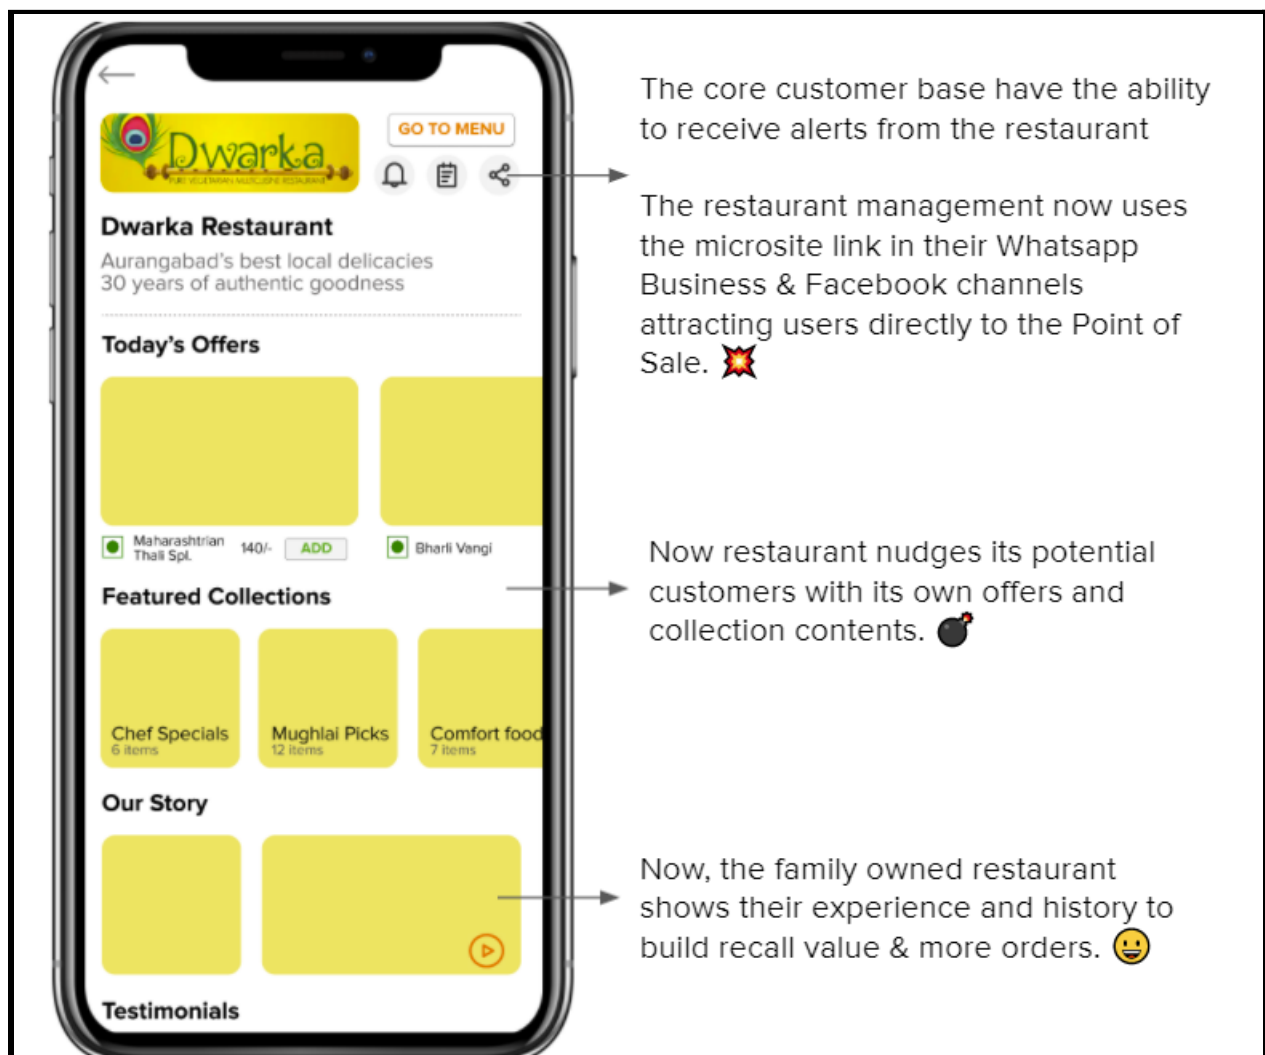 Dwarka
PURE VEGETARIAN MULTICUISINE RESTAURANT
GO TO MENU
Dwarka Restaurant
Aurangabad's best local delicacies
30 years of authentic goodness
Today's Offers
Maharashtrian
Thali Spl.
140/-
ADD
Bharli Vangi
Featured Collections
Chef Specials
6 items
Mughlai Picks
12 items
Comfort food
7 items
Our Story
Testimonials
The core customer base have the ability
to receive alerts from the restaurant
The restaurant management now uses
the microsite link in their Whatsapp
Business & Facebook channels
attracting users directly to the Point of
Sale. 💥
Now restaurant nudges its potential
customers with its own offers and
collection contents. 💣
Now, the family owned restaurant
shows their experience and history to
build recall value & more orders. 😀